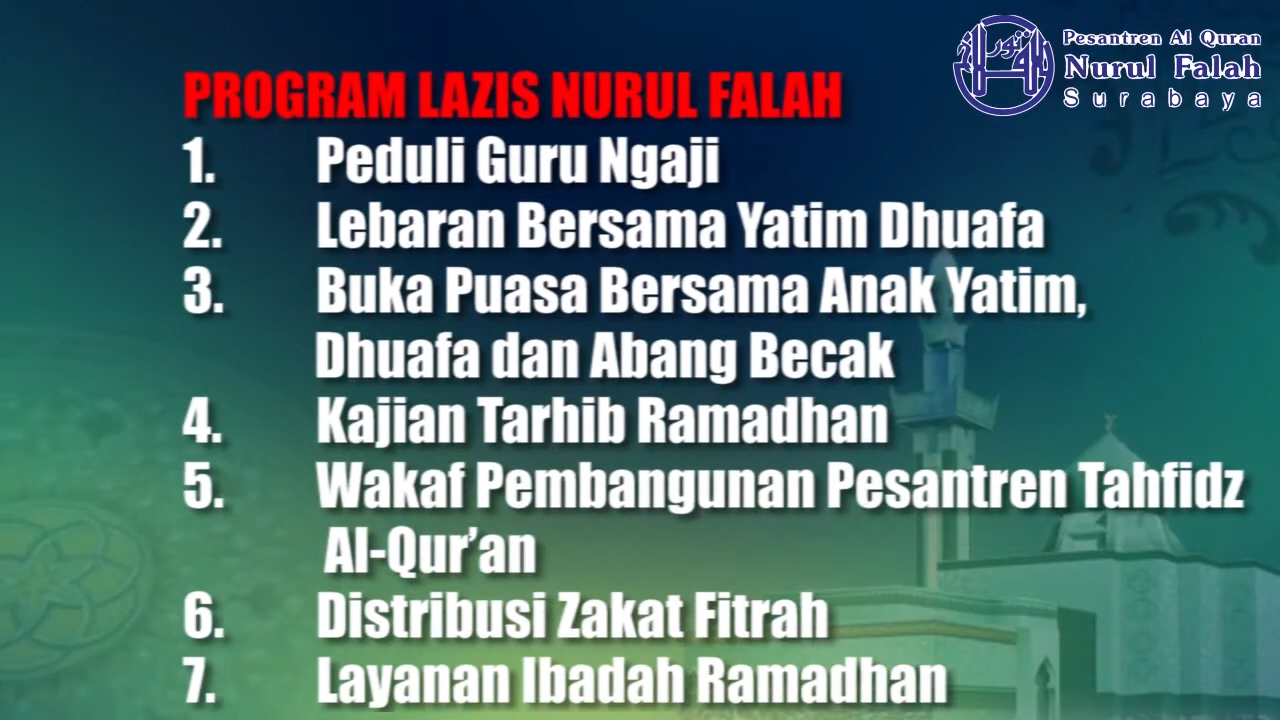 Pesantren Al Quran
Nurul Falah
Surabaya
PROGRAM LAZIS NURUL FALAH
1. Peduli Guru Ngaji
2. Lebaran Bersama Yatim Dhuafa
3. Buka Puasa Bersama Anak Yatim,
Dhuafa dan Abang Becak
4. Kajian Tarhib Ramadhan
5. Wakaf Pembangunan Pesantren Tahfidz
Al-Qur’an
6. Distribusi Zakat Fitrah
7. Layanan Ibadah Ramadhan